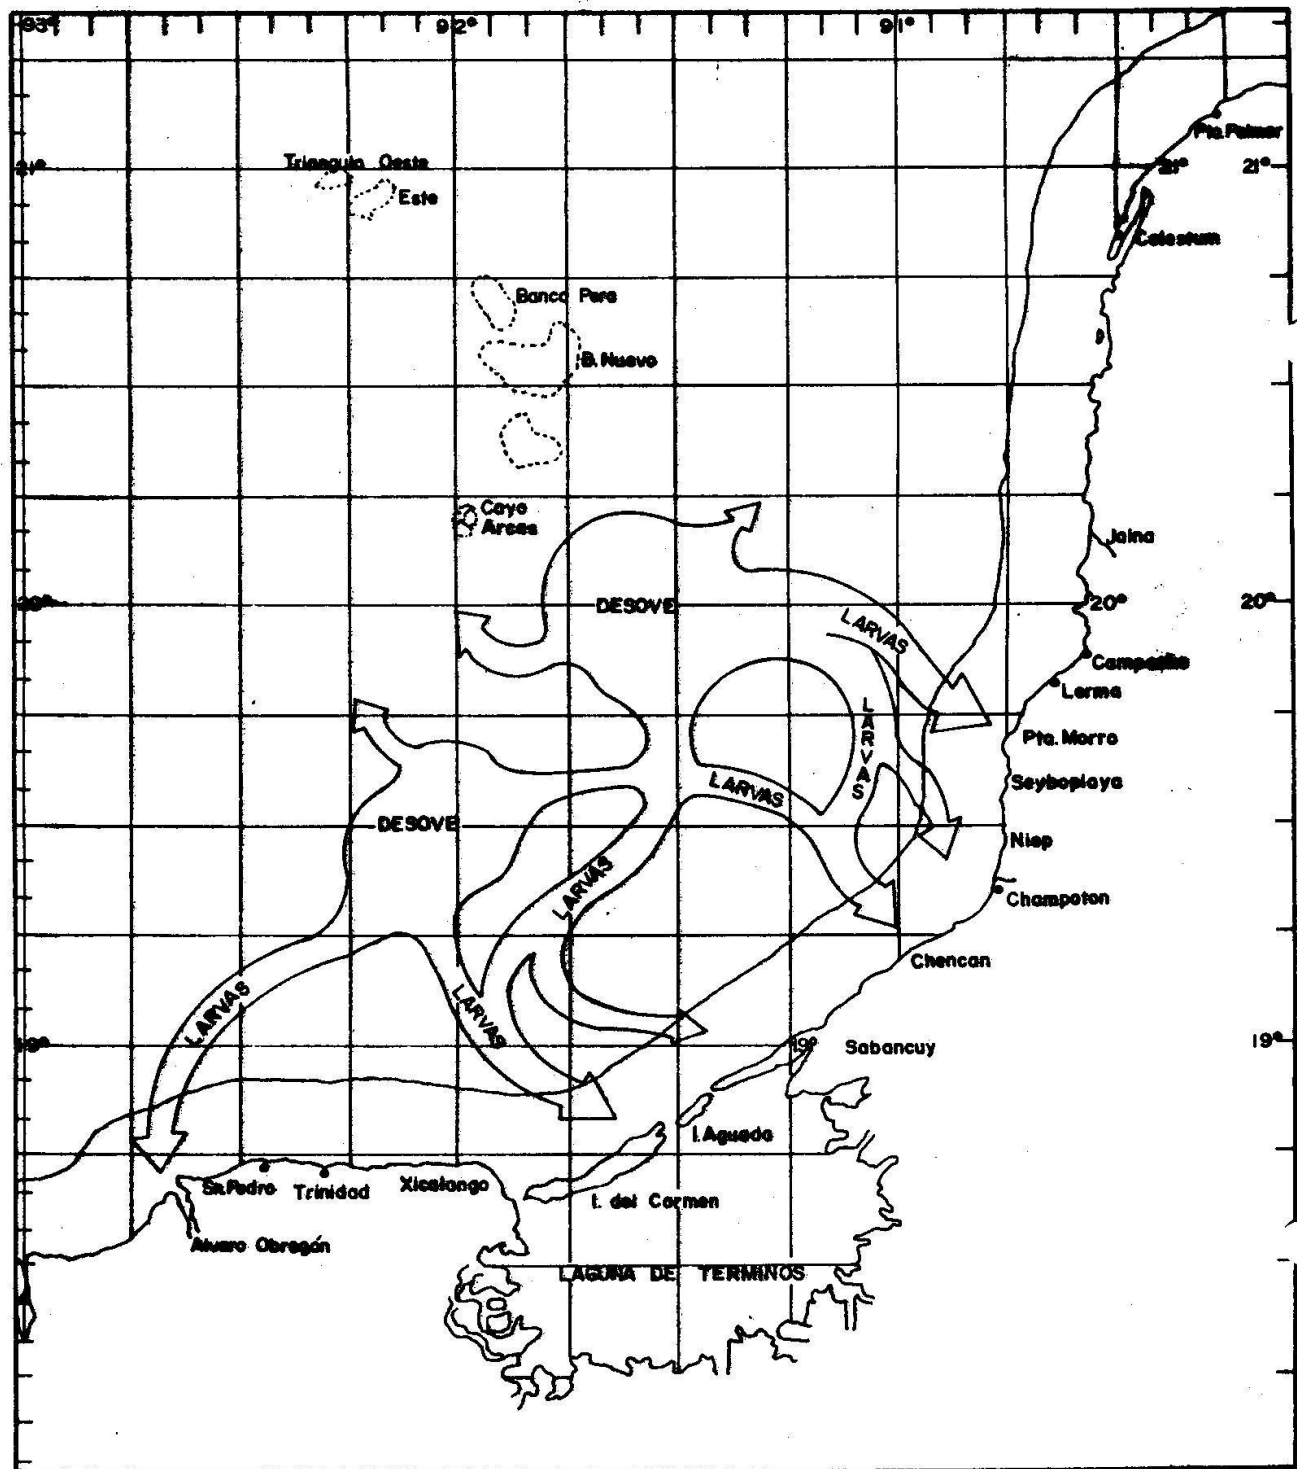 93°
92°
91°
Pta. Palmar
Triangulo Oeste
21°
21°
21°
Este
Celestum
Banco Pera
B. Nuevo
Cayo
Arcas
Jaina
20°
DESOVE
20°
20°
LARVAS
Campeche
Lerma
LARVAS
Pta. Morro
Seyboplaya
LARVAS
DESOVE
Niop
LARVAS
Champoton
Chencan
LARVAS
LARVAS
19°
19°
Sabancuy
19°
I. Aguada
Sn. Pedro
Trinidad
Xicalango
I. del Carmen
Alvaro Obregón
LAGUNA DE TERMINOS